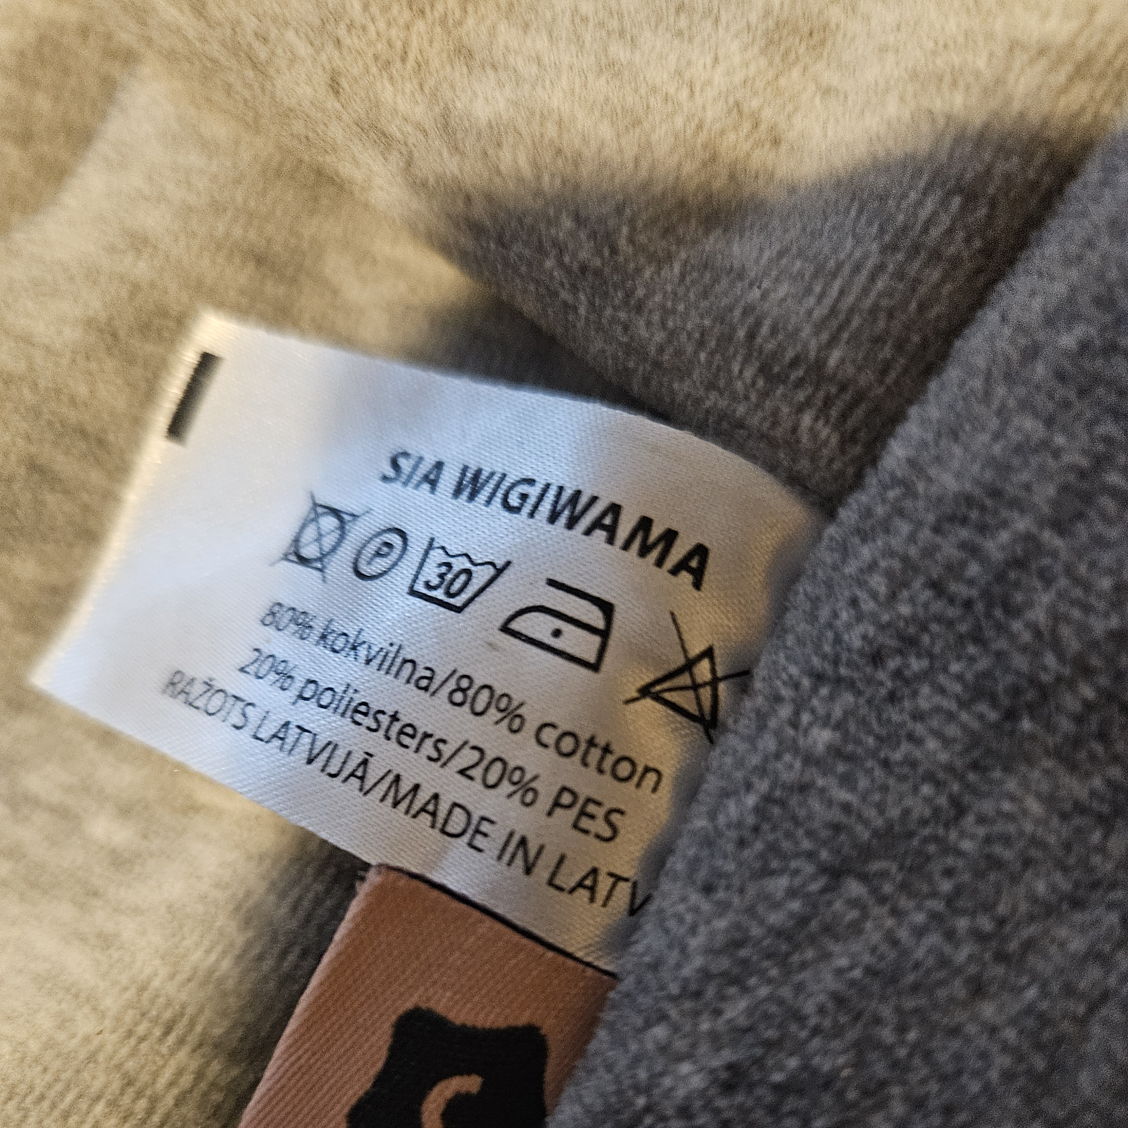 SIA WIGIWAMA
P 30
80% kokvilna/80% cotton
20% poliesters/20% PES
RAŽOTS LATVIJĀ/MADE IN LATV